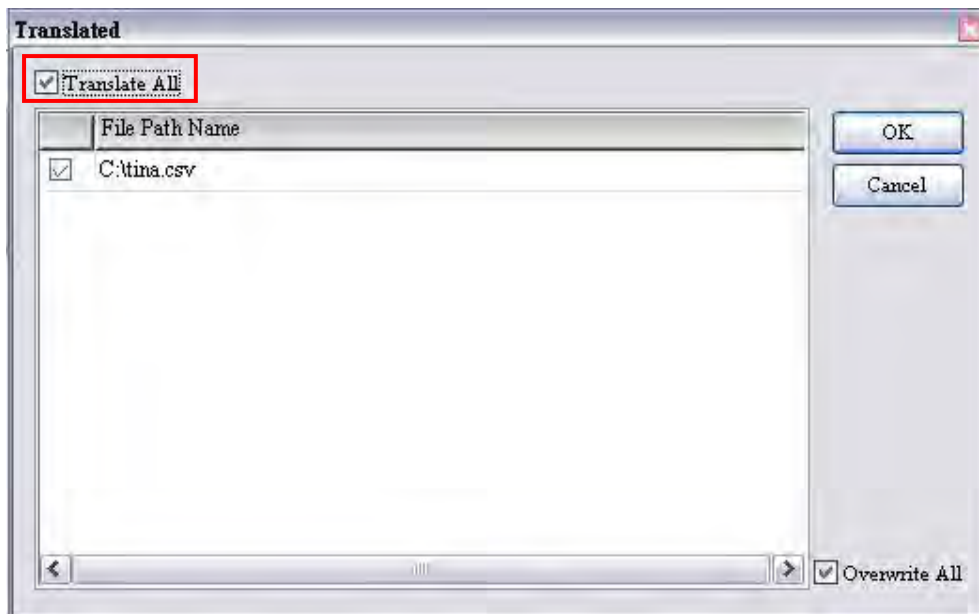 Translated
Translate All
File Path Name
C:\tina.csv
OK
Cancel
Overwrite All